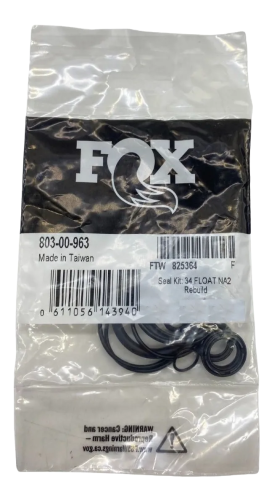 FOX
803-00-963
Made in Taiwan
FTW 825364 F
Seal Kit: 34 FLOAT NA2
Rebuild
0 611056 143940
WARNING: Cancer and
Reproductive Harm –